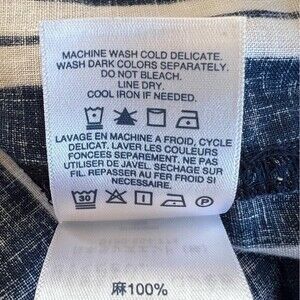 MACHINE WASH COLD DELICATE.
WASH DARK COLORS SEPARATELY.
DO NOT BLEACH.
LINE DRY.
COOL IRON IF NEEDED.
LAVAGE EN MACHINE A FROID, CYCLE
DELICAT. LAVER LES COULEURS
FONCEES SEPAREMENT. NE PAS
UTILISER DE JAVEL. SECHAGE SUR
FIL. REPASSER AU FER FROID SI
NECESSAIRE.
30
麻100%